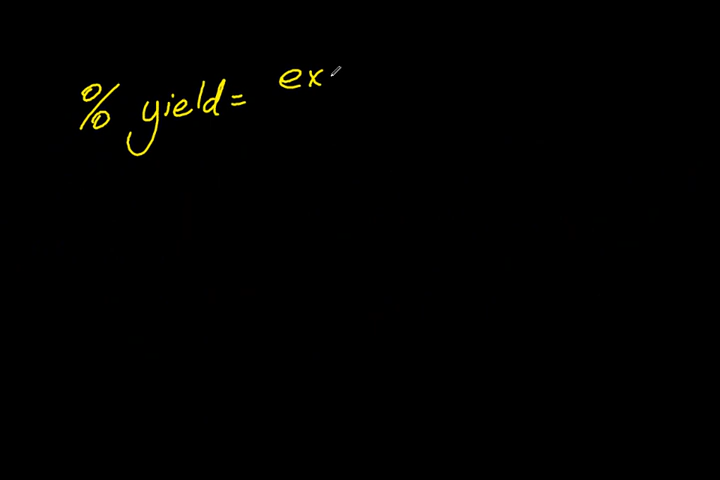 % yield = ex